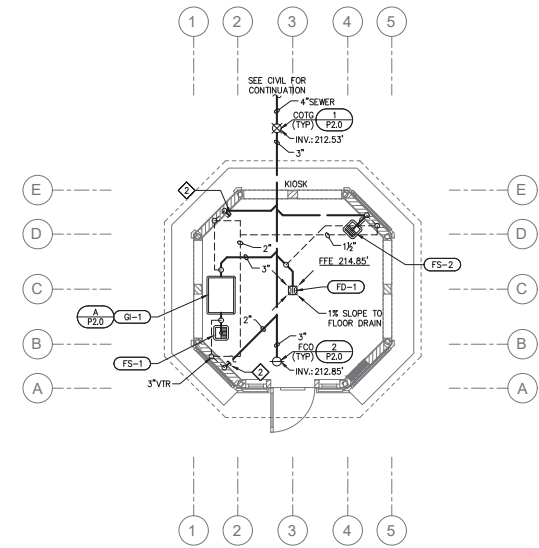 1
2
3
4
5
SEE CIVIL FOR
CONTINUATION
4"SEWER
COTG
(TYP)
1
P2.0
INV.: 212.53'
3"
2
KIOSK
E
E
D
D
2"
1½"
FS-2
3"
FFE 214.85'
C
C
FD-1
A
P2.0
GI-1
1% SLOPE TO
FLOOR DRAIN
2"
3"
B
B
FS-1
FCO
(TYP)
2
P2.0
INV.: 212.85'
3"VTR
2
A
A
1
2
3
4
5